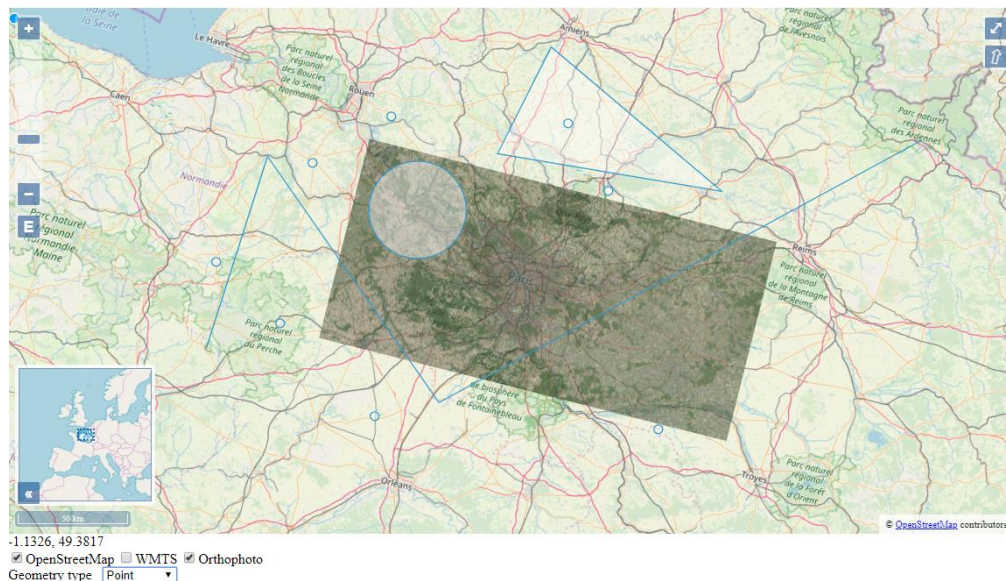 Baie de
la Seine
+
Le Havre
Amiens
Parc naturel
régional
de l'Avesnois
Parc naturel
régional
des Boucles
de la Seine
Normande
Rouen
Caen
Parc naturel
régional
des Ardennes
Normandie
−
E
Parc naturel
régional
Normandie-
Maine
Reims
Parc naturel
régional
de la Montagne
de Reims
Parc naturel
régional
du Perche
de biosphère
du Pays
de Fontainebleau
Orléans
Troyes
Parc naturel
régional
de la Forêt
d'Orient
«
50 km
© OpenStreetMap contributors
-1.1326, 49.3817
OpenStreetMap WMTS Orthophoto
Geometry type Point